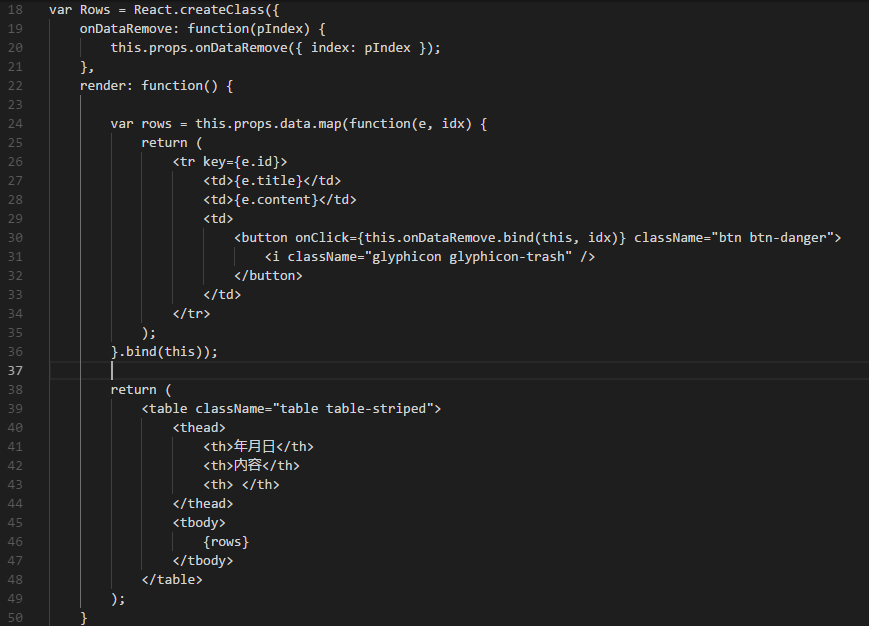 18 var Rows = React.createClass({
19     onDataRemove: function(pIndex) {
20         this.props.onDataRemove({ index: pIndex });
21     },
22     render: function() {
23
24         var rows = this.props.data.map(function(e, idx) {
25             return (
26                 <tr key={e.id}>
27                     <td>{e.title}</td>
28                     <td>{e.content}</td>
29                     <td>
30                         <button onClick={this.onDataRemove.bind(this, idx)} className="btn btn-danger">
31                             <i className="glyphicon glyphicon-trash" />
32                         </button>
33                     </td>
34                 </tr>
35             );
36         }.bind(this));
37
38         return (
39             <table className="table table-striped">
40                 <thead>
41                     <th>年月日</th>
42                     <th>内容</th>
43                     <th> </th>
44                 </thead>
45                 <tbody>
46                     {rows}
47                 </tbody>
48             </table>
49         );
50     }